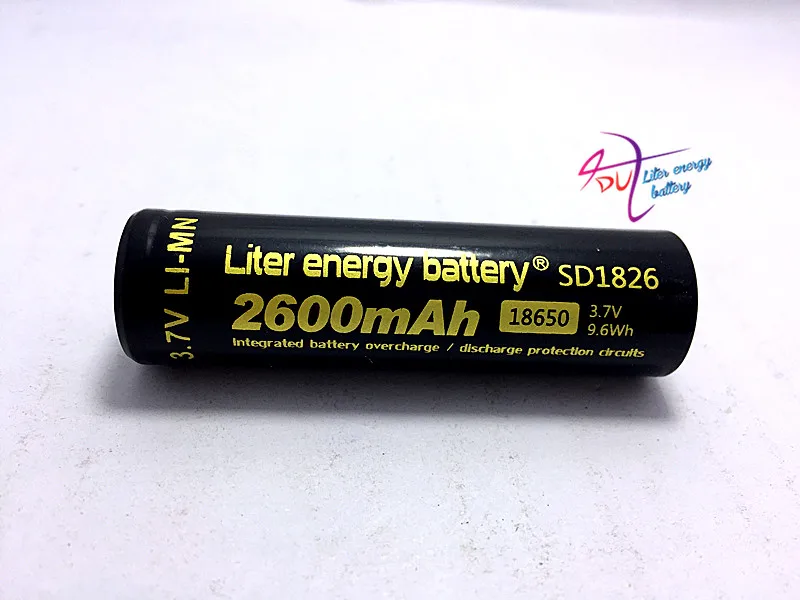 Liter energy
battery
3.7V LI-MN
Liter energy battery® SD1826
2600mAh 18650 3.7V
9.6Wh
Integrated battery overcharge / discharge protection circuits